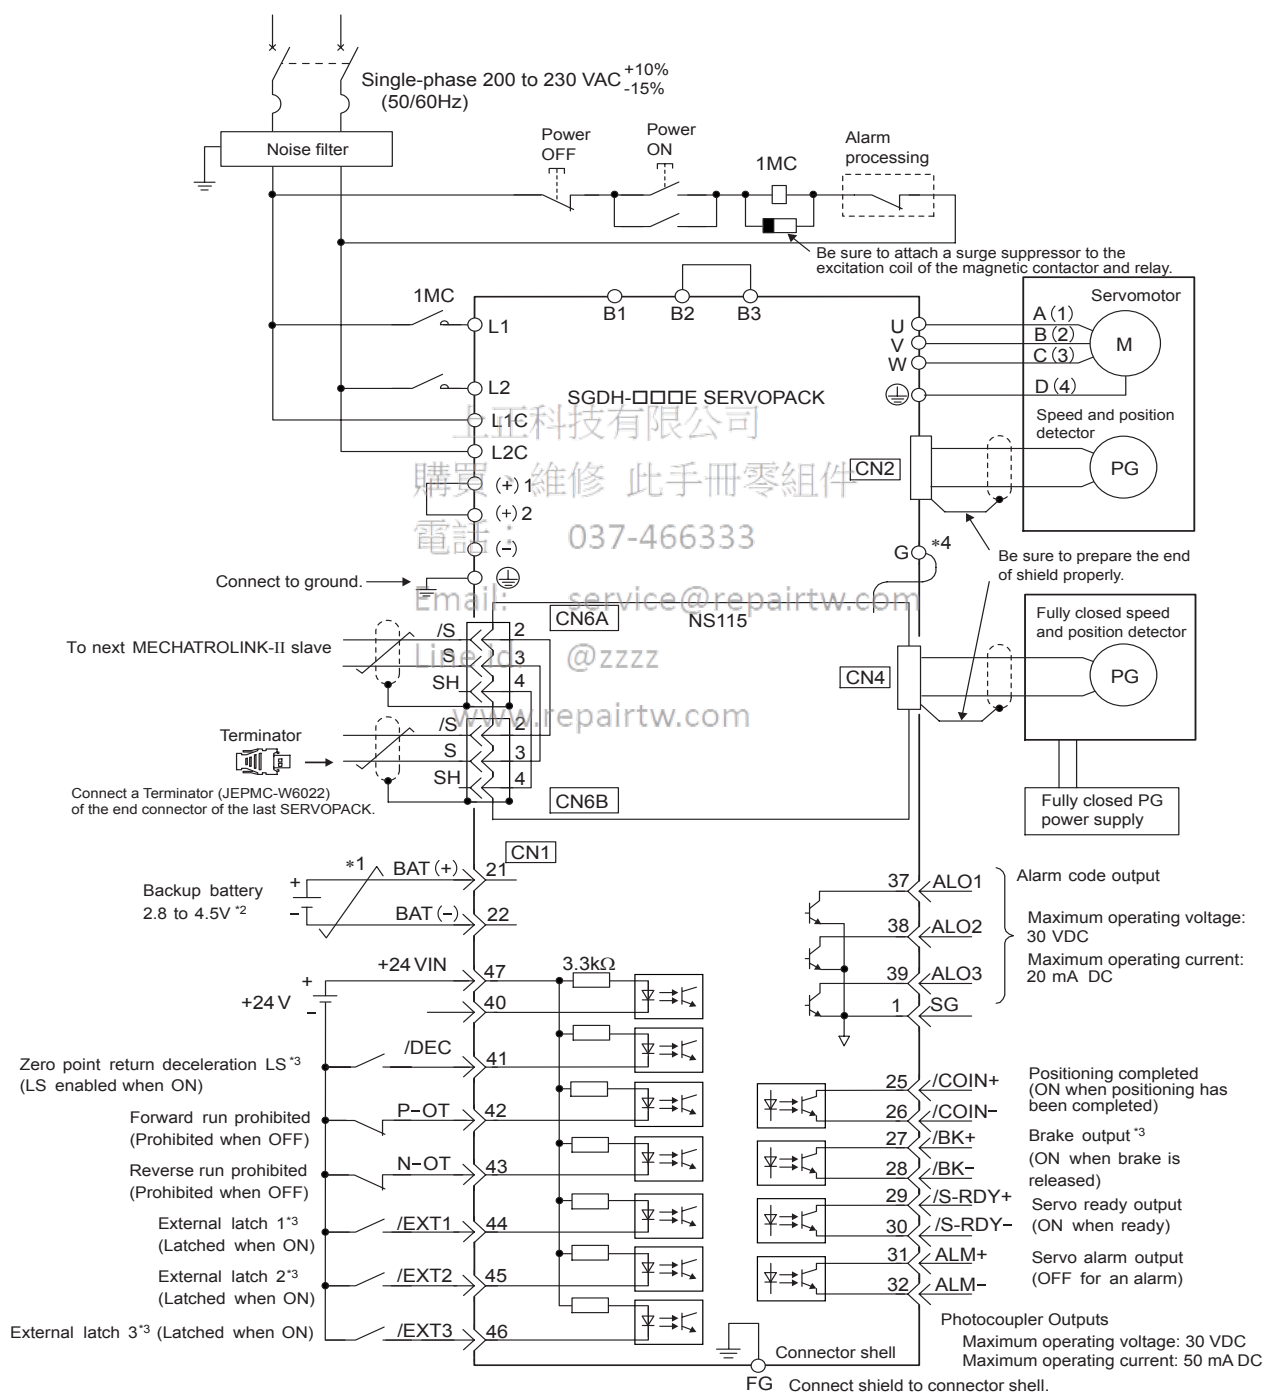 Single-phase 200 to 230 VAC +10% -15%
(50/60Hz)
Noise filter
Power OFF
Power ON
1MC
Alarm processing
Be sure to attach a surge suppressor to the
excitation coil of the magnetic contactor and relay.
1MC
B1 B2 B3
Servomotor
L1
U
A (1)
V
B (2)
M
W
C (3)
L2
D (4)
SGDH-□□□E SERVOPACK
L1C
上正科技有限公司
Speed and position
detector
L2C
CN2
PG
購買、維修 此手冊零組件
(+) 1
(+) 2
電話： 037-466333
(-)
G
*4
Be sure to prepare the end
of shield properly.
Connect to ground.
Email: service@repairtw.com
CN6A
NS115
Fully closed speed
and position detector
To next MECHATROLINK-II slave
/S 2
S 3
SH 4
Line id: @zzzz
CN4
PG
www.repairtw.com
Terminator
/S 2
S 3
SH 4
Connect a Terminator (JEPMC-W6022)
of the end connector of the last SERVOPACK.
CN6B
Fully closed PG
power supply
CN1
*1
BAT (+) 21
Backup battery
2.8 to 4.5V *2
+
−
BAT (−) 22
37 ALO1
Alarm code output
38 ALO2
Maximum operating voltage:
30 VDC
Maximum operating current:
20 mA DC
39 ALO3
1 SG
+24 VIN 47
3.3kΩ
+
+24 V
−
40
Zero point return deceleration LS*3
(LS enabled when ON)
/DEC 41
Forward run prohibited
(Prohibited when OFF)
P-OT 42
Reverse run prohibited
(Prohibited when OFF)
N-OT 43
External latch 1*3
(Latched when ON)
/EXT1 44
External latch 2*3
(Latched when ON)
/EXT2 45
External latch 3*3 (Latched when ON)
/EXT3 46
25 /COIN+
26 /COIN-
Positioning completed
(ON when positioning has
been completed)
27 /BK+
28 /BK-
Brake output *3
(ON when brake is
released)
29 /S-RDY+
30 /S-RDY-
Servo ready output
(ON when ready)
31 ALM+
32 ALM-
Servo alarm output
(OFF for an alarm)
Photocoupler Outputs
Maximum operating voltage: 30 VDC
Maximum operating current: 50 mA DC
Connector shell
FG Connect shield to connector shell.